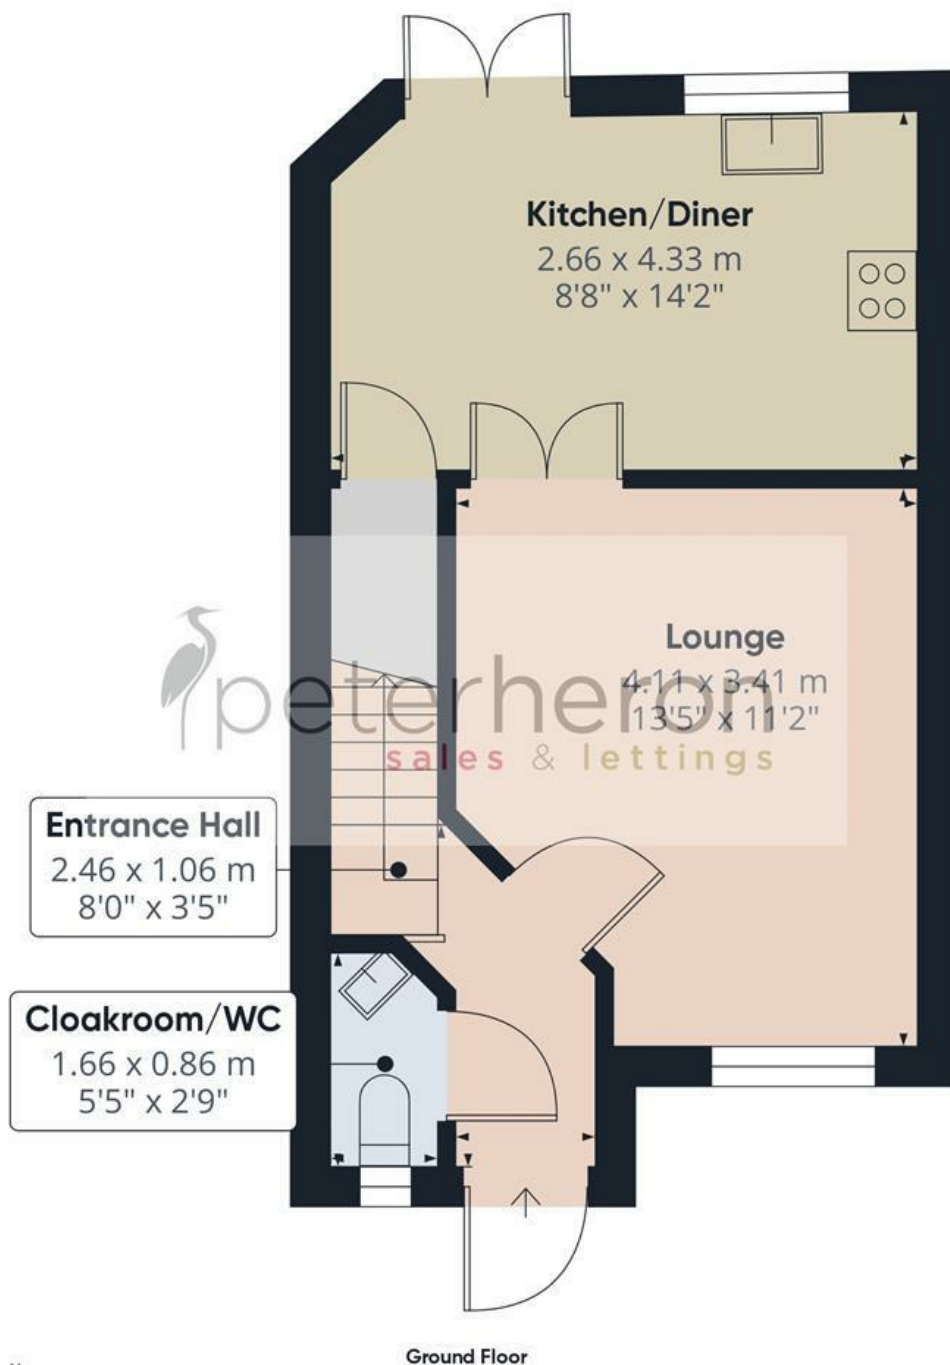 Kitchen/Diner
2.66 x 4.33 m
8'8" x 14'2"
Lounge
4.11 x 3.41 m
13'5" x 11'2"
peterheron
sales & lettings
Entrance Hall
2.46 x 1.06 m
8'0" x 3'5"
Cloakroom/WC
1.66 x 0.86 m
5'5" x 2'9"
Ground Floor